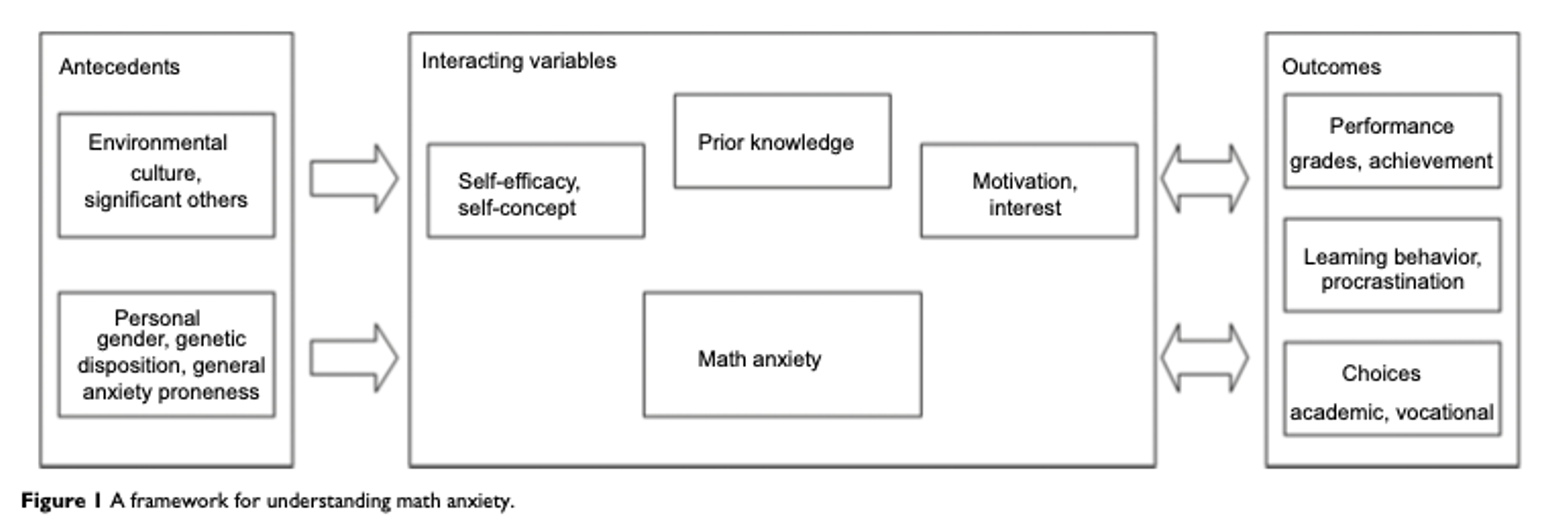 Antecedents
Environmental
culture,
significant others
Personal
gender, genetic
disposition, general
anxiety proneness
Interacting variables
Self-efficacy,
self-concept
Prior knowledge
Motivation,
interest
Math anxiety
Outcomes
Performance
grades, achievement
Learning behavior,
procrastination
Choices
academic, vocational
Figure 1 A framework for understanding math anxiety.